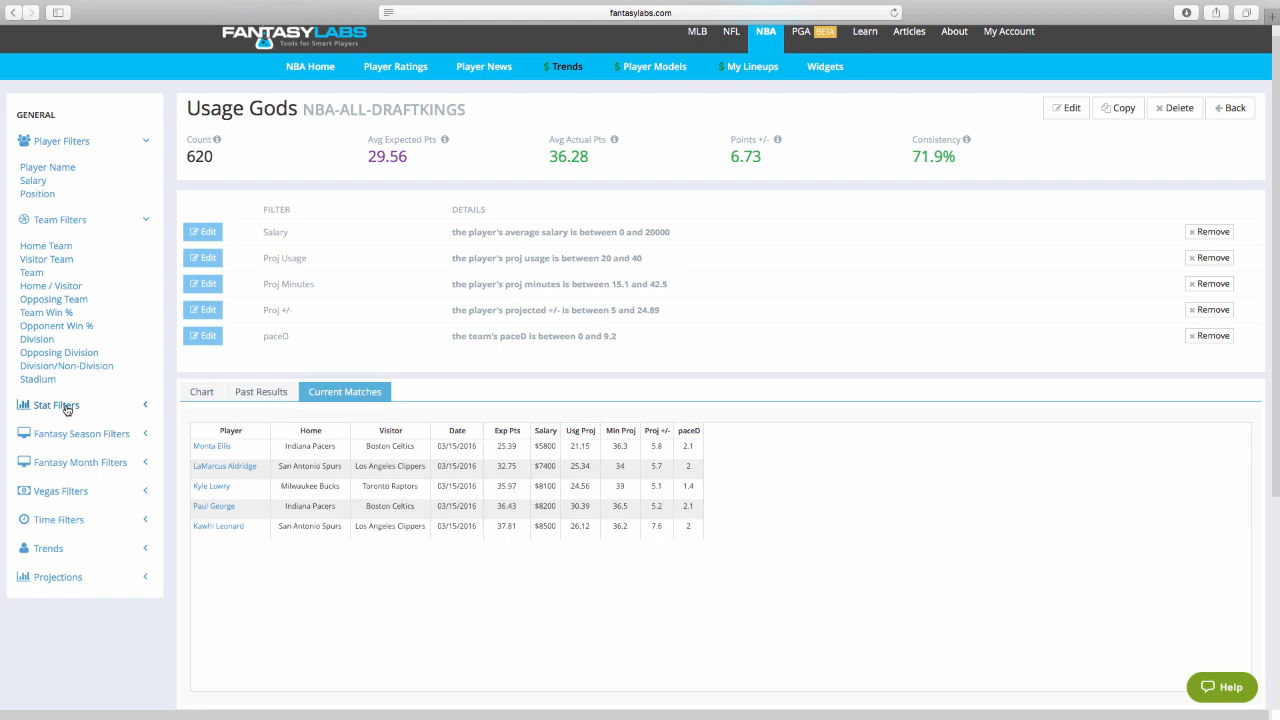 fantasylabs.com
FANTASYLABS
Tools for Smart Players
MLB NFL NBA PGA BETA Learn Articles About My Account
NBA Home Player Ratings Player News $ Trends $ Player Models $ My Lineups Widgets
GENERAL
Player Filters
Player Name
Salary
Position
Team Filters
Home Team
Visitor Team
Team
Home / Visitor
Opposing Team
Team Win %
Opponent Win %
Division
Opposing Division
Division/Non-Division
Stadium
Stat Filters
Fantasy Season Filters
Fantasy Month Filters
Vegas Filters
Time Filters
Trends
Projections
Usage Gods NBA-ALL-DRAFTKINGS
Edit Copy Delete Back
Count Avg Expected Pts Avg Actual Pts Points +/- Consistency
620 29.56 36.28 6.73 71.9%
FILTER DETAILS
Edit Salary the player's average salary is between 0 and 20000 Remove
Edit Proj Usage the player's proj usage is between 20 and 40 Remove
Edit Proj Minutes the player's proj minutes is between 15.1 and 42.5 Remove
Edit Proj +/- the player's projected +/- is between 5 and 24.89 Remove
Edit paceD the team's paceD is between 0 and 9.2 Remove
Chart Past Results Current Matches
Player Home Visitor Date Exp Pts Salary Usg Proj Min Proj Proj +/- paceD
Monta Ellis Indiana Pacers Boston Celtics 03/15/2016 25.39 $5800 21.15 36.3 5.8 2.1
LaMarcus Aldridge San Antonio Spurs Los Angeles Clippers 03/15/2016 32.75 $7400 25.34 34 5.7 2
Kyle Lowry Milwaukee Bucks Toronto Raptors 03/15/2016 35.97 $8100 24.56 39 5.1 1.4
Paul George Indiana Pacers Boston Celtics 03/15/2016 36.43 $8200 30.39 36.5 5.2 2.1
Kawhi Leonard San Antonio Spurs Los Angeles Clippers 03/15/2016 37.81 $8500 26.12 36.2 7.6 2
Help